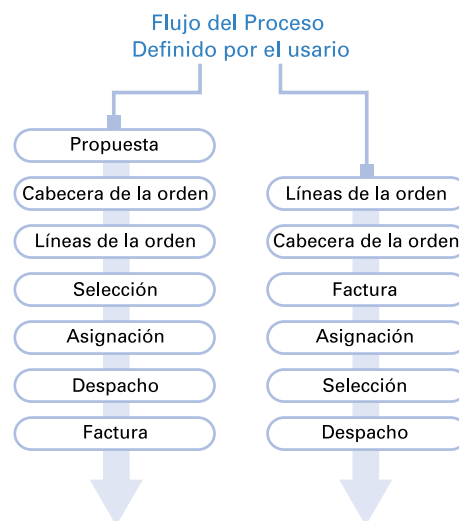 Flujo del Proceso
Definido por el usario
Propuesta
Cabecera de la orden
Líneas de la orden
Selección
Asignación
Despacho
Factura
Líneas de la orden
Cabecera de la orden
Factura
Asignación
Selección
Despacho